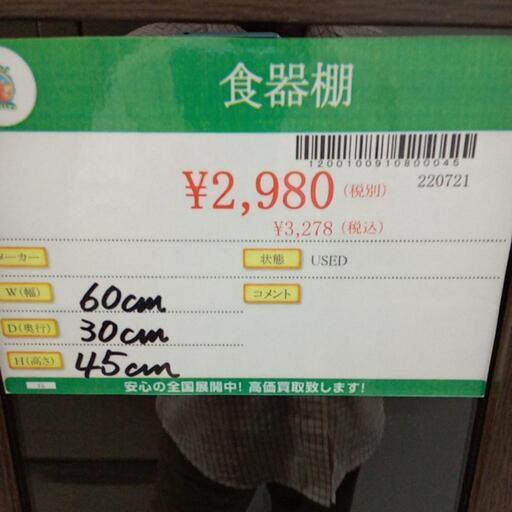 食器棚
1200100910800045
¥2,980(税別) 220721
¥3,278(税込)
ーカー
状態 USED
W(幅) 60cm
コメント
D(奥行) 30cm
H(高さ) 45cm
安心の全国展開中! 高価買取致します!